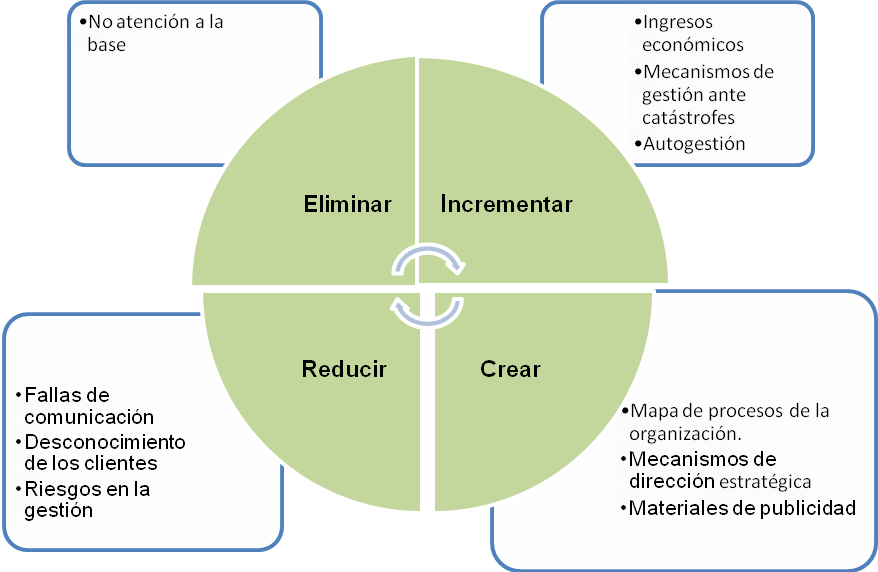 •No atención a la
base
•Ingresos
económicos
•Mecanismos de
gestión ante
catástrofes
•Autogestión
Eliminar
Incrementar
Reducir
Crear
•Fallas de
comunicación
•Desconocimiento
de los clientes
•Riesgos en la
gestión
•Mapa de procesos de la
organización.
•Mecanismos de
dirección estratégica
•Materiales de publicidad